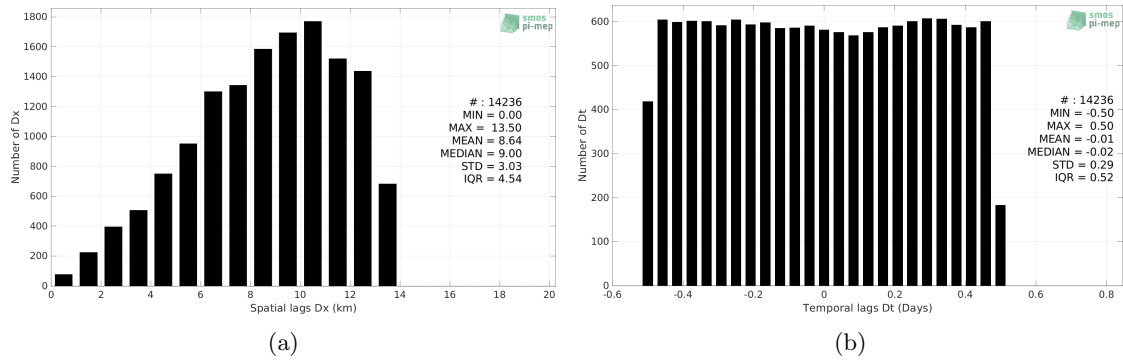 1800
1600
1400
1200
1000
800
600
400
200
0
Number of Dx
0 2 4 6 8 10 12 14 16 18 20
Spatial lags Dx (km)
smos
pi-mep
# : 14236
MIN = 0.00
MAX = 13.50
MEAN = 8.64
MEDIAN = 9.00
STD = 3.03
IQR = 4.54
(a)
600
500
400
300
200
100
0
Number of Dt
-0.6 -0.4 -0.2 0 0.2 0.4 0.6 0.8
Temporal lags Dt (Days)
smos
pi-mep
# : 14236
MIN = -0.50
MAX = 0.50
MEAN = -0.01
MEDIAN = -0.02
STD = 0.29
IQR = 0.52
(b)